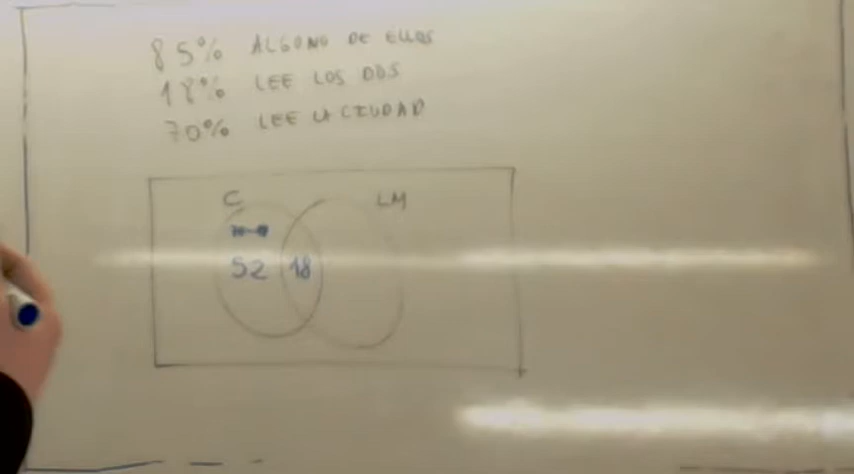 85% ALGUNO DE ELLOS
18% LEE LOS DOS
70% LEE LA CIUDAD
C LM
52 18